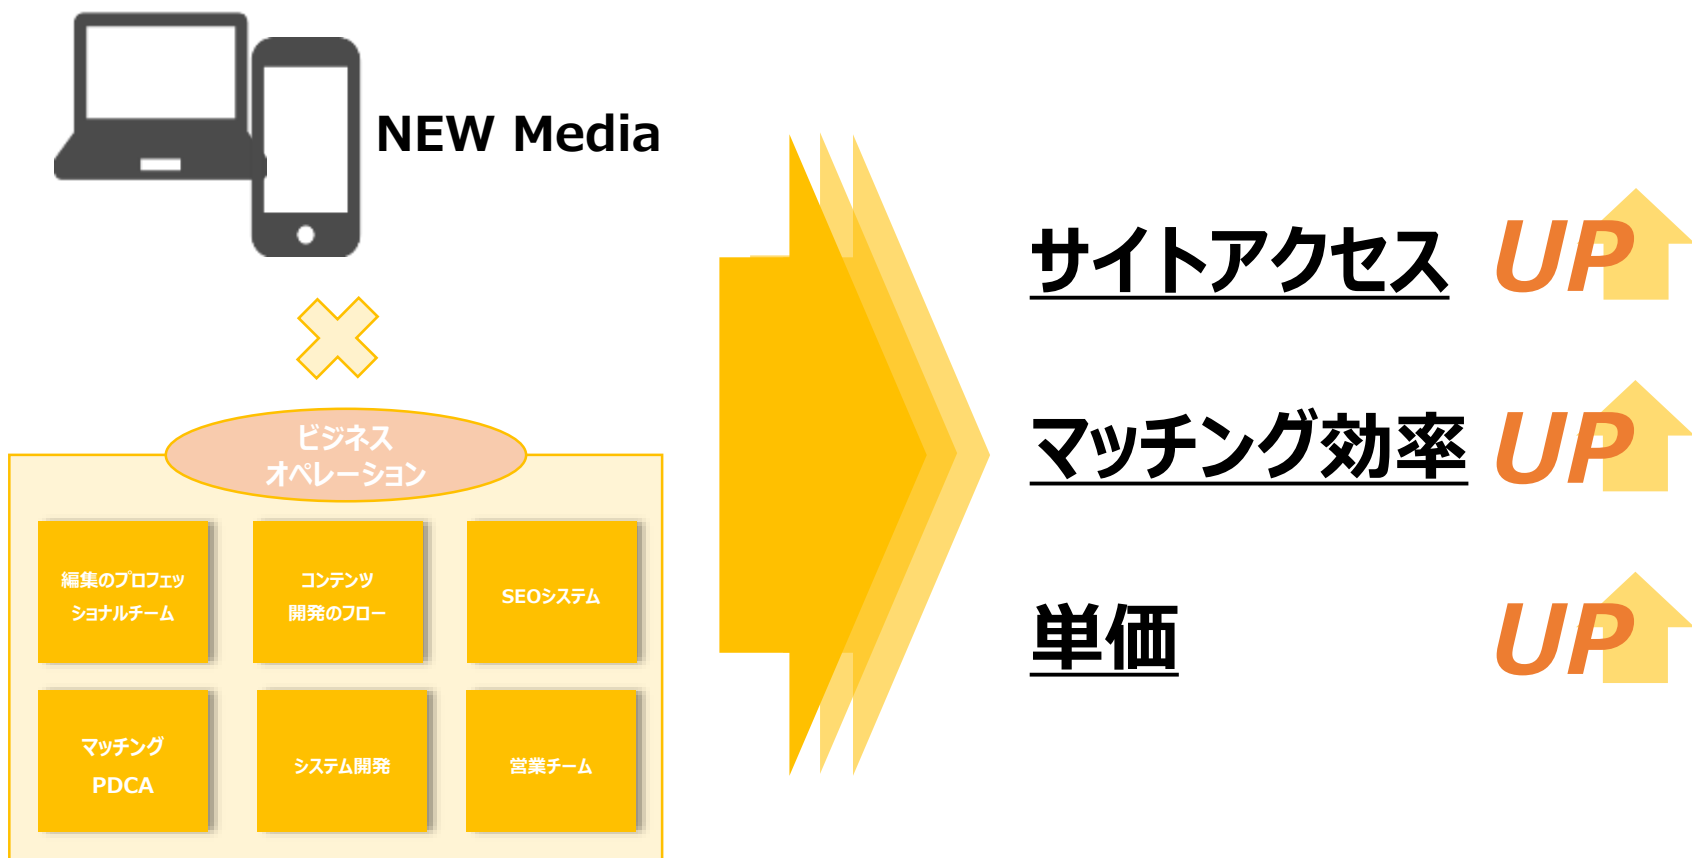 NEW Media
ビジネス
オペレーション
編集のプロフェッ
ショナルチーム
コンテンツ
開発のフロー
SEOシステム
マッチング
PDCA
システム開発
営業チーム
サイトアクセス UP
マッチング効率 UP
単価 UP